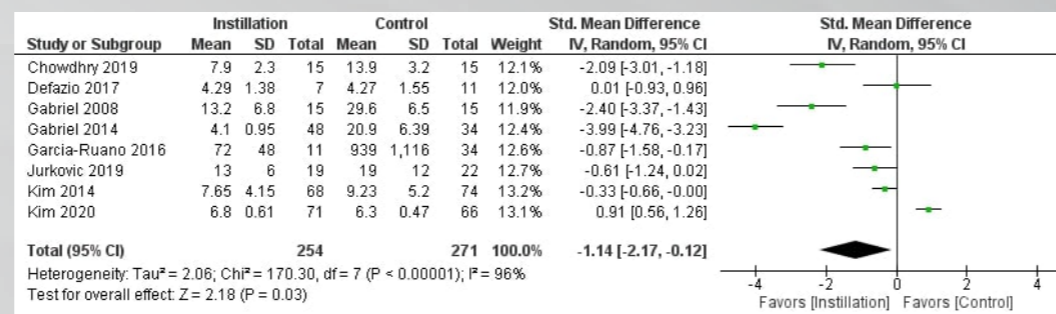 Instillation Control Std. Mean Difference Std. Mean Difference
Study or Subgroup Mean SD Total Mean SD Total Weight IV, Random, 95% CI IV, Random, 95% CI
Chowdhry 2019 7.9 2.3 15 13.9 3.2 15 12.1% -2.09 [-3.01, -1.18]
Defazio 2017 4.29 1.38 7 4.27 1.55 11 12.0% 0.01 [-0.93, 0.96]
Gabriel 2008 13.2 6.8 15 29.6 6.5 15 11.9% -2.40 [-3.37, -1.43]
Gabriel 2014 4.1 0.95 48 20.9 6.39 34 12.4% -3.99 [-4.76, -3.23]
Garcia-Ruano 2016 72 48 11 939 1,116 34 12.6% -0.87 [-1.58, -0.17]
Jurkovic 2019 13 6 19 19 12 22 12.7% -0.61 [-1.24, 0.02]
Kim 2014 7.65 4.15 68 9.23 5.2 74 13.2% -0.33 [-0.66, -0.00]
Kim 2020 6.8 0.61 71 6.3 0.47 66 13.1% 0.91 [0.56, 1.26]
Total (95% CI) 254 271 100.0% -1.14 [-2.17, -0.12]
Heterogeneity: Tau² = 2.06; Chi² = 170.30, df = 7 (P < 0.00001); I² = 96%
Test for overall effect: Z = 2.18 (P = 0.03)
-4 -2 0 2 4
Favors [Instillation] Favors [Control]